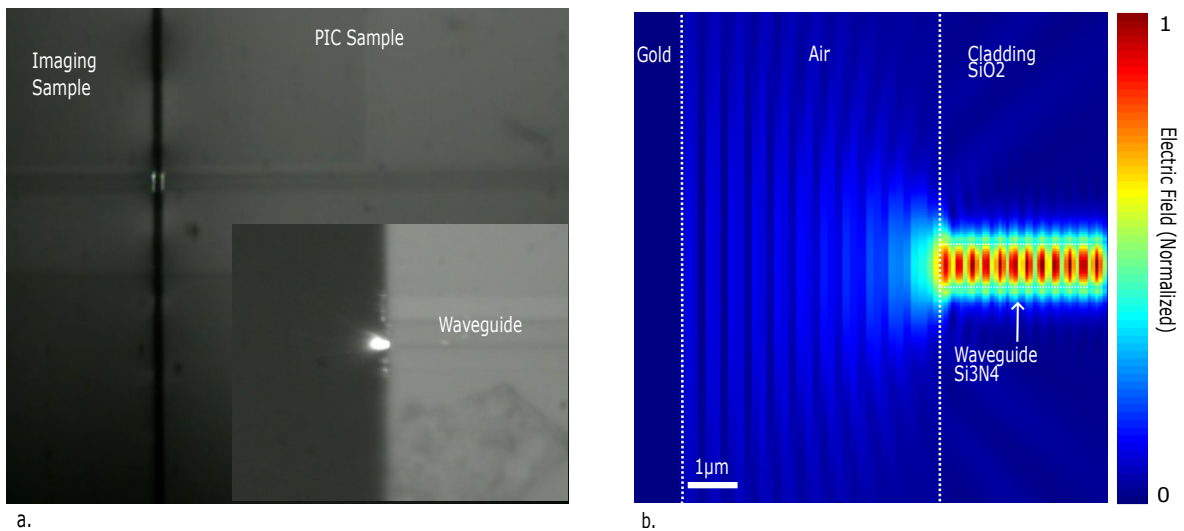 Imaging
Sample
PIC Sample
Waveguide
a.
Gold
Air
Cladding
SiO2
Waveguide
Si3N4
1µm
b.
1
Electric Field (Normalized)
0